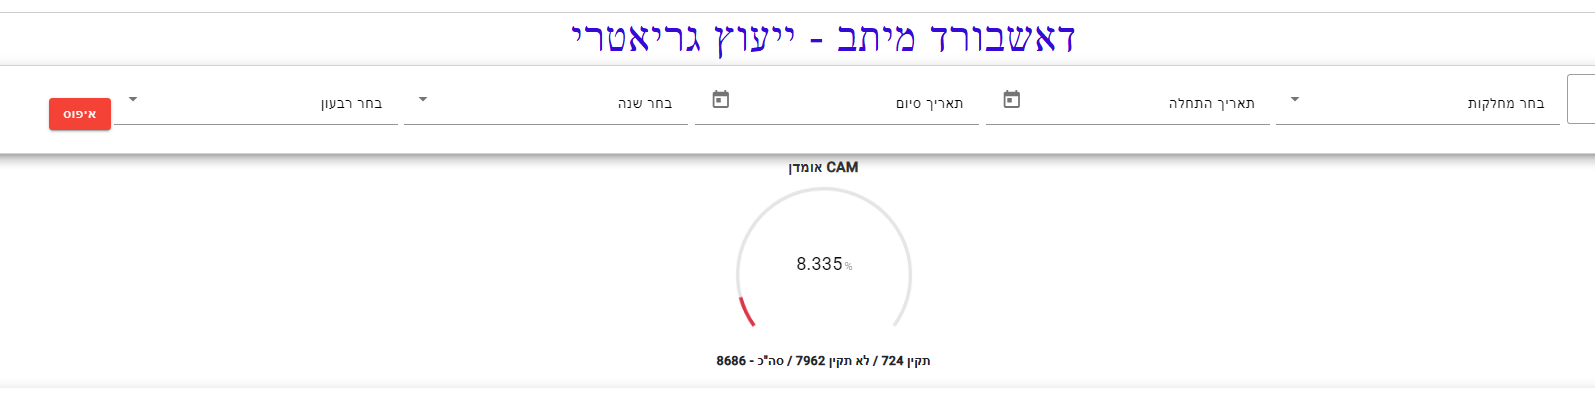 דאשבורד מיתב - ייעוץ גריאטרי
בחר מחלקות
תאריך התחלה
תאריך סיום
בחר שנה
בחר רבעון
איפוס
אומדן CAM
8.335%
תקין 724 / לא תקין 7962 / סה"כ - 8686